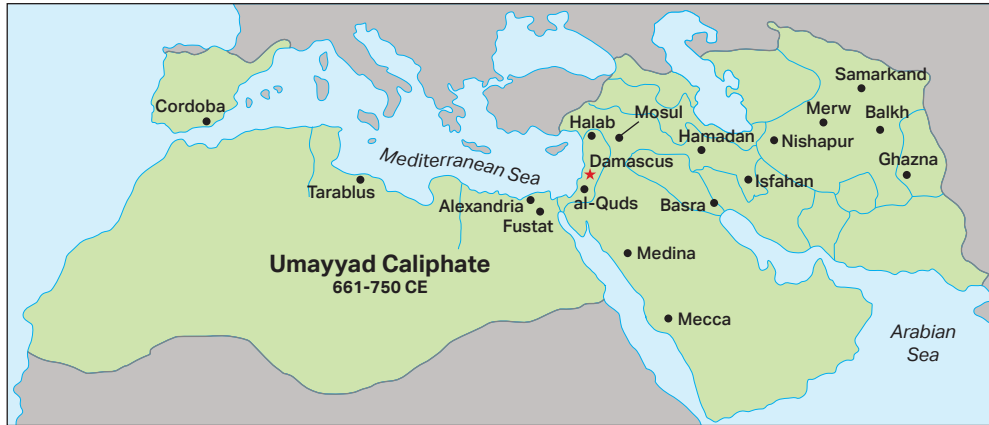 Samarkand
Cordoba
Merw
Balkh
Halab
Mosul
Hamadan
Nishapur
Mediterranean Sea
Damascus
Ghazna
Tarablus
Isfahan
Alexandria
al-Quds
Basra
Fustat
Medina
Umayyad Caliphate
661-750 CE
Mecca
Arabian
Sea